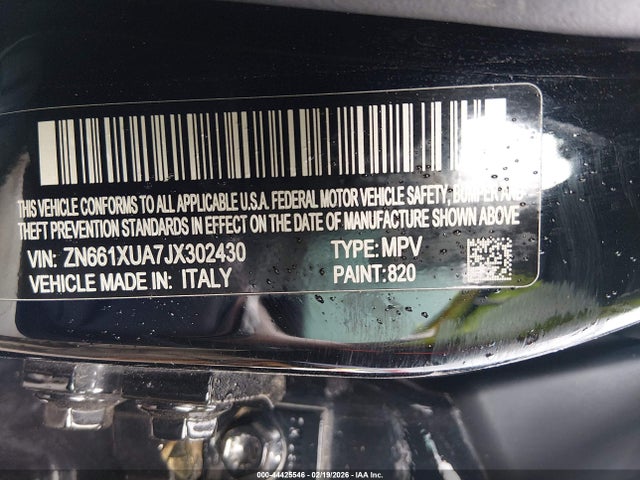 THIS VEHICLE CONFORMS TO ALL APPLICABLE U.S.A. FEDERAL MOTOR VEHICLE SAFETY, BUMPER AND
THEFT PREVENTION STANDARDS IN EFFECT ON THE DATE OF MANUFACTURE SHOWN ABOVE
VIN: ZN661XUA7JX302430 TYPE: MPV
VEHICLE MADE IN: ITALY PAINT:820
000-44425546 - 02/19/2026 - IAA Inc.